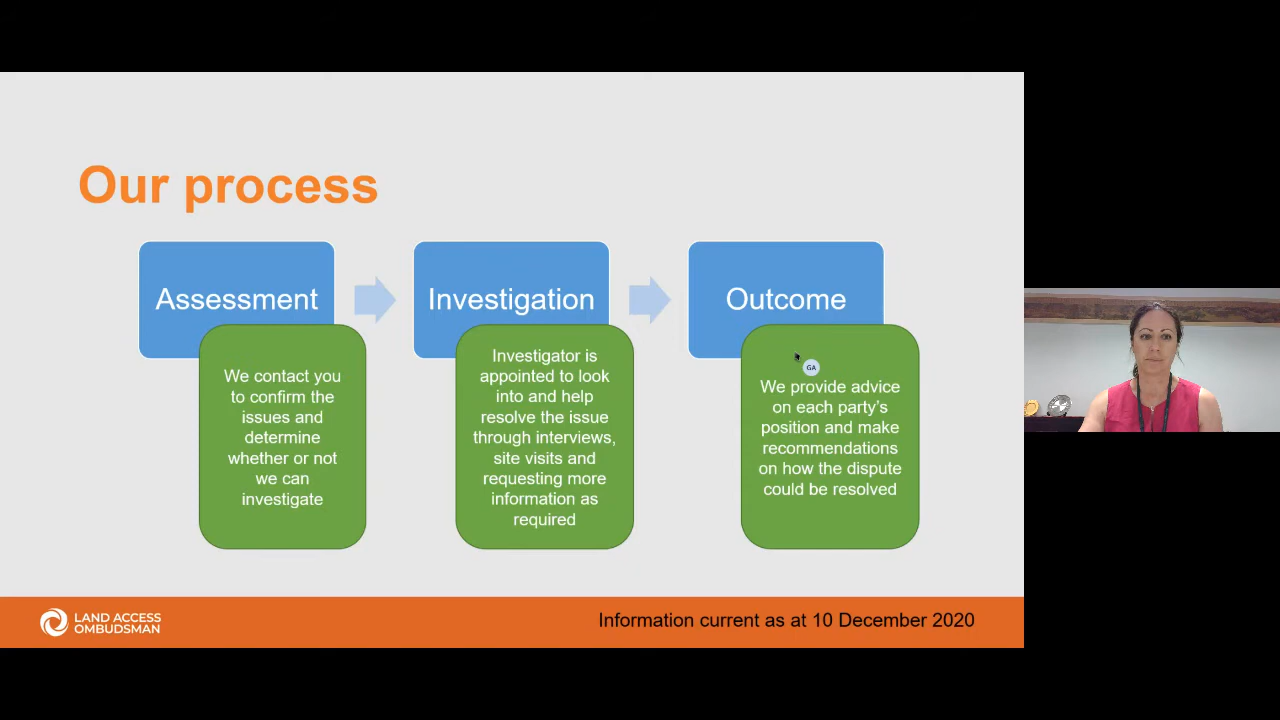 Our process
Assessment
We contact you
to confirm the
issues and
determine
whether or not
we can
investigate
Investigation
Investigator is
appointed to look
into and help
resolve the issue
through interviews,
site visits and
requesting more
information as
required
Outcome
GA
We provide advice
on each party's
position and make
recommendations
on how the dispute
could be resolved
LAND ACCESS
OMBUDSMAN
Information current as at 10 December 2020